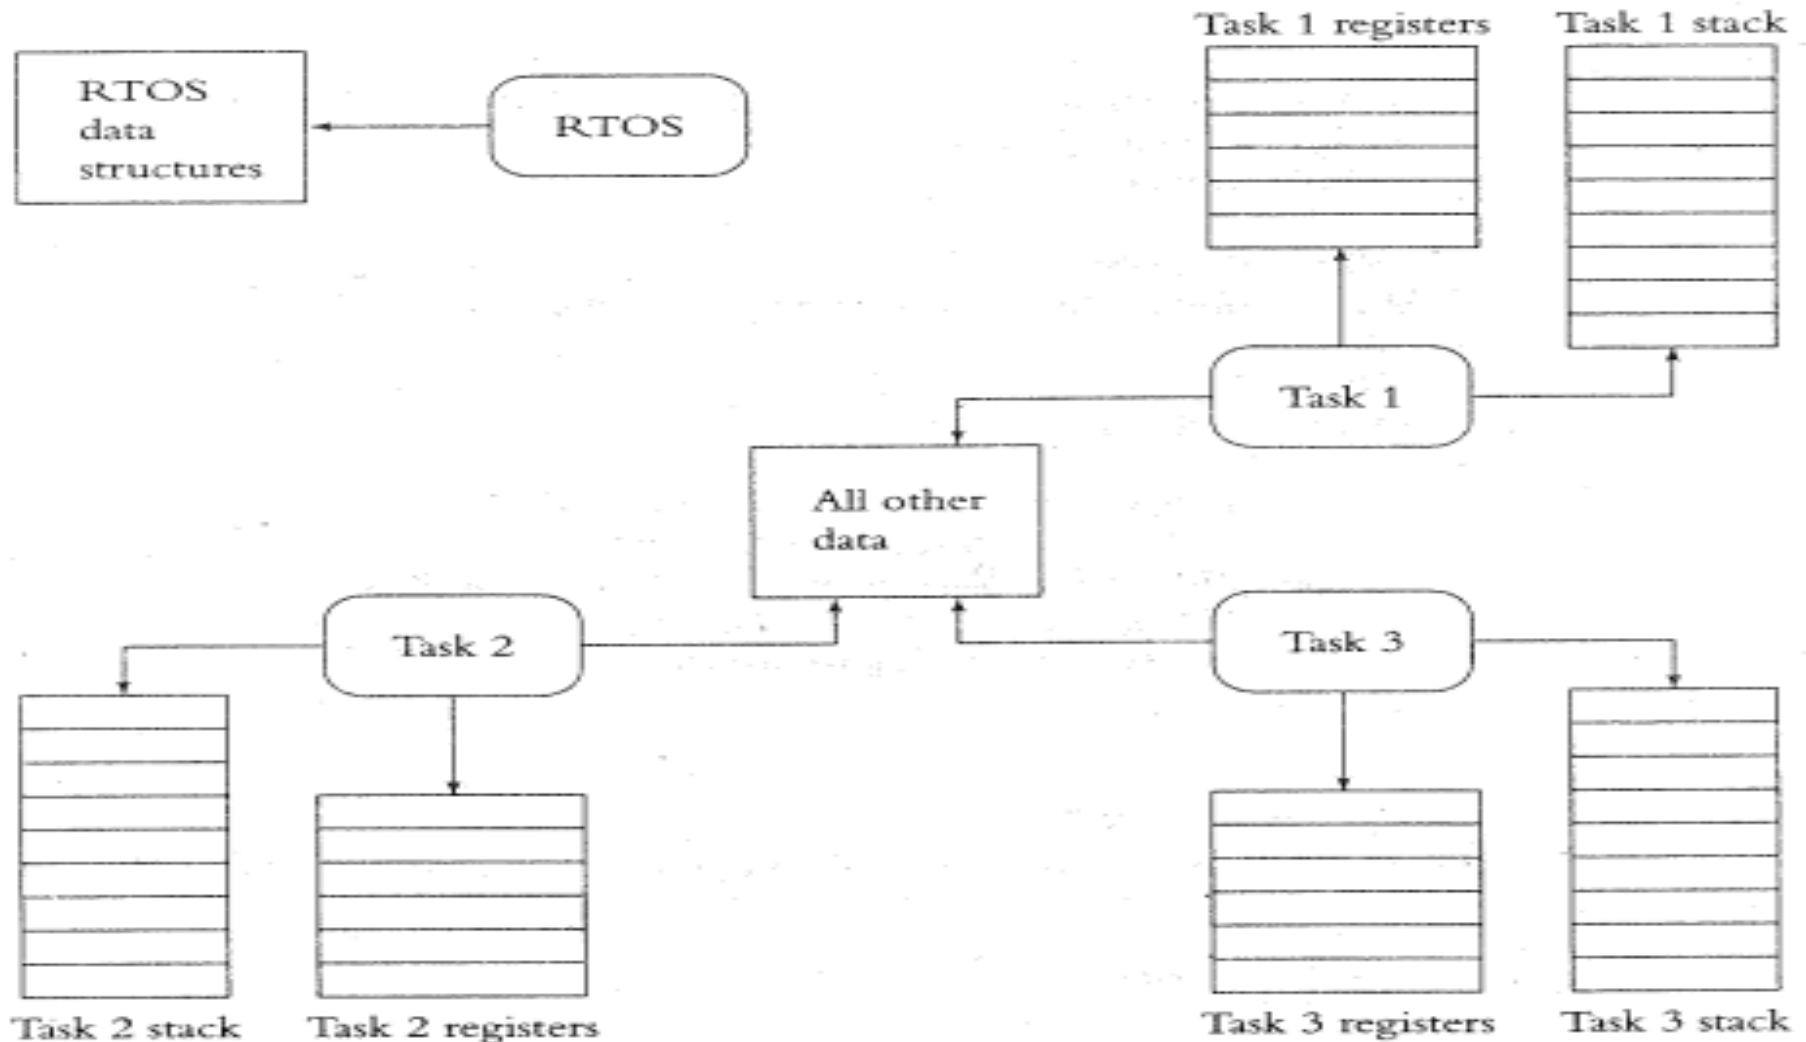 Task 1 registers
Task 1 stack
RTOS
data
structures
RTOS
Task 1
All other
data
Task 2
Task 3
Task 2 stack
Task 2 registers
Task 3 registers
Task 3 stack